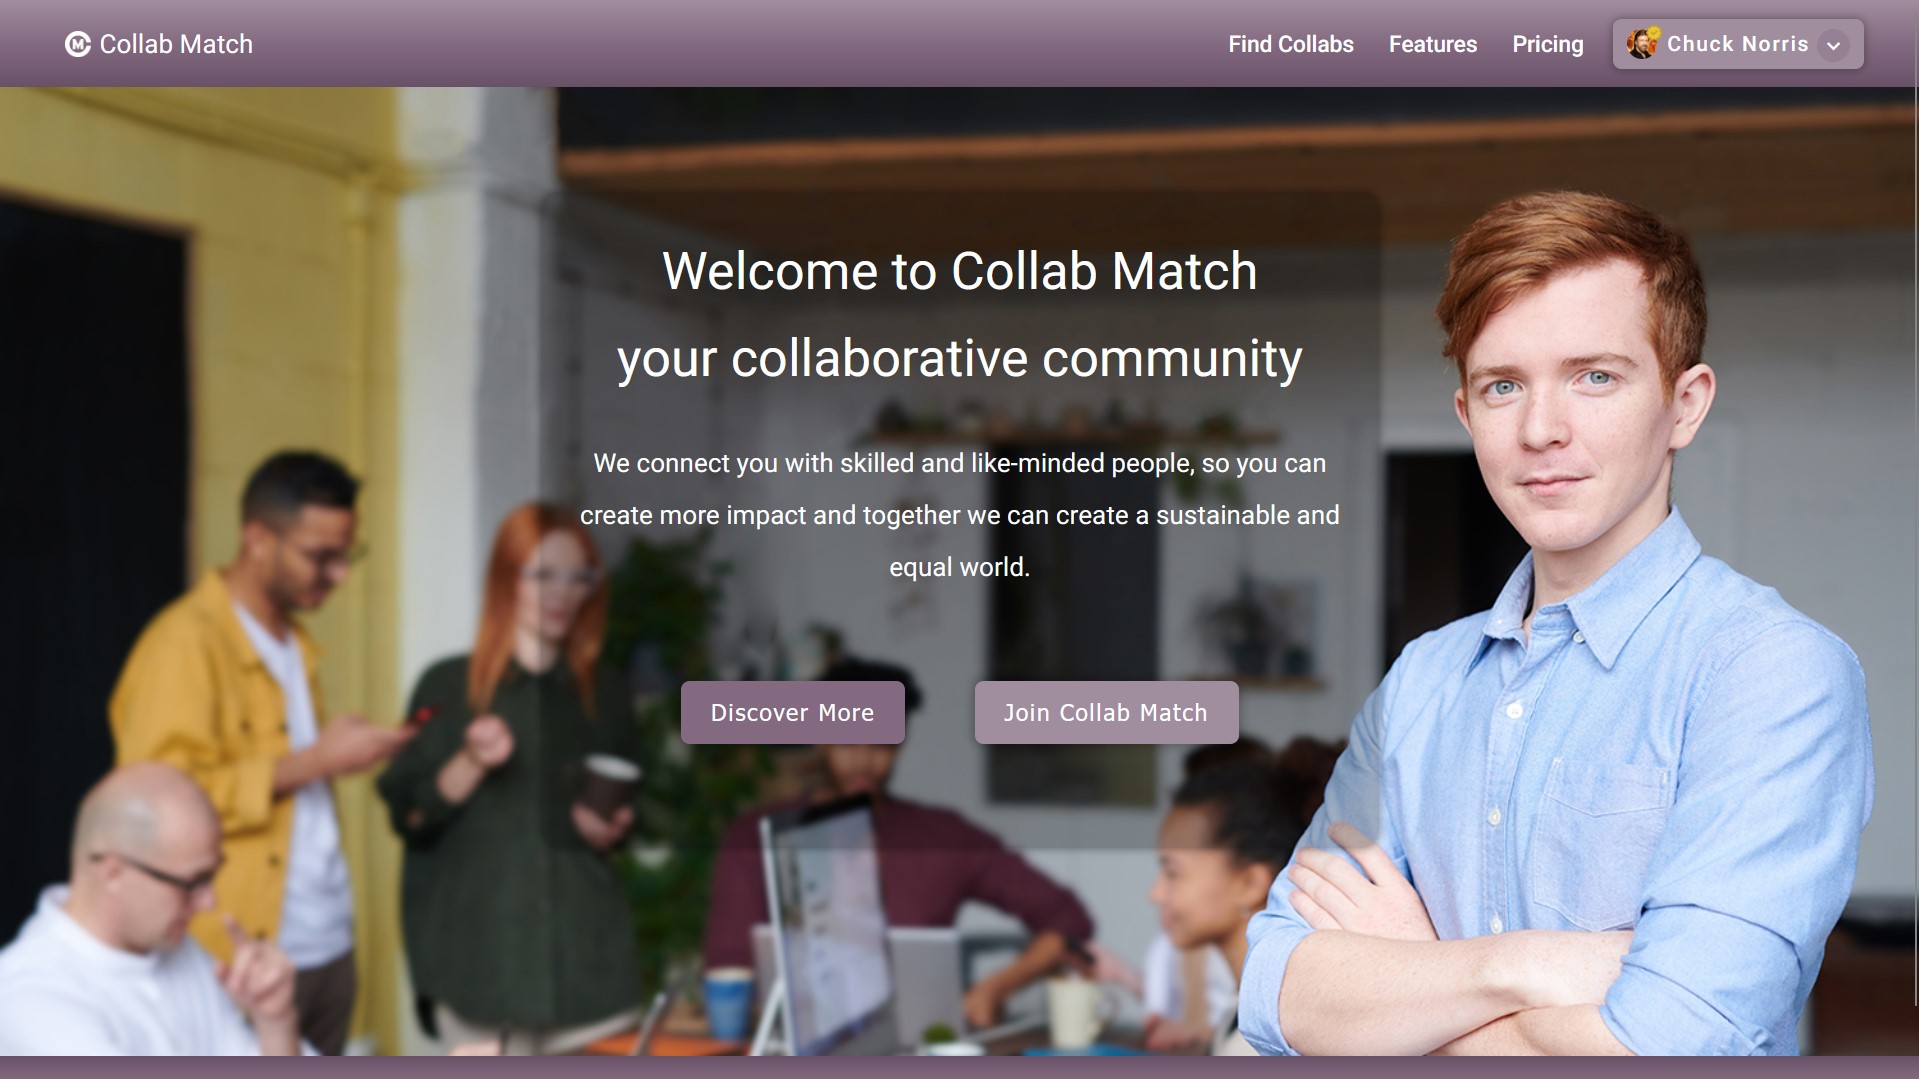 Collab Match
Find Collabs
Features
Pricing
Chuck Norris
Welcome to Collab Match
your collaborative community
We connect you with skilled and like-minded people, so you can
create more impact and together we can create a sustainable and
equal world.
Discover More
Join Collab Match